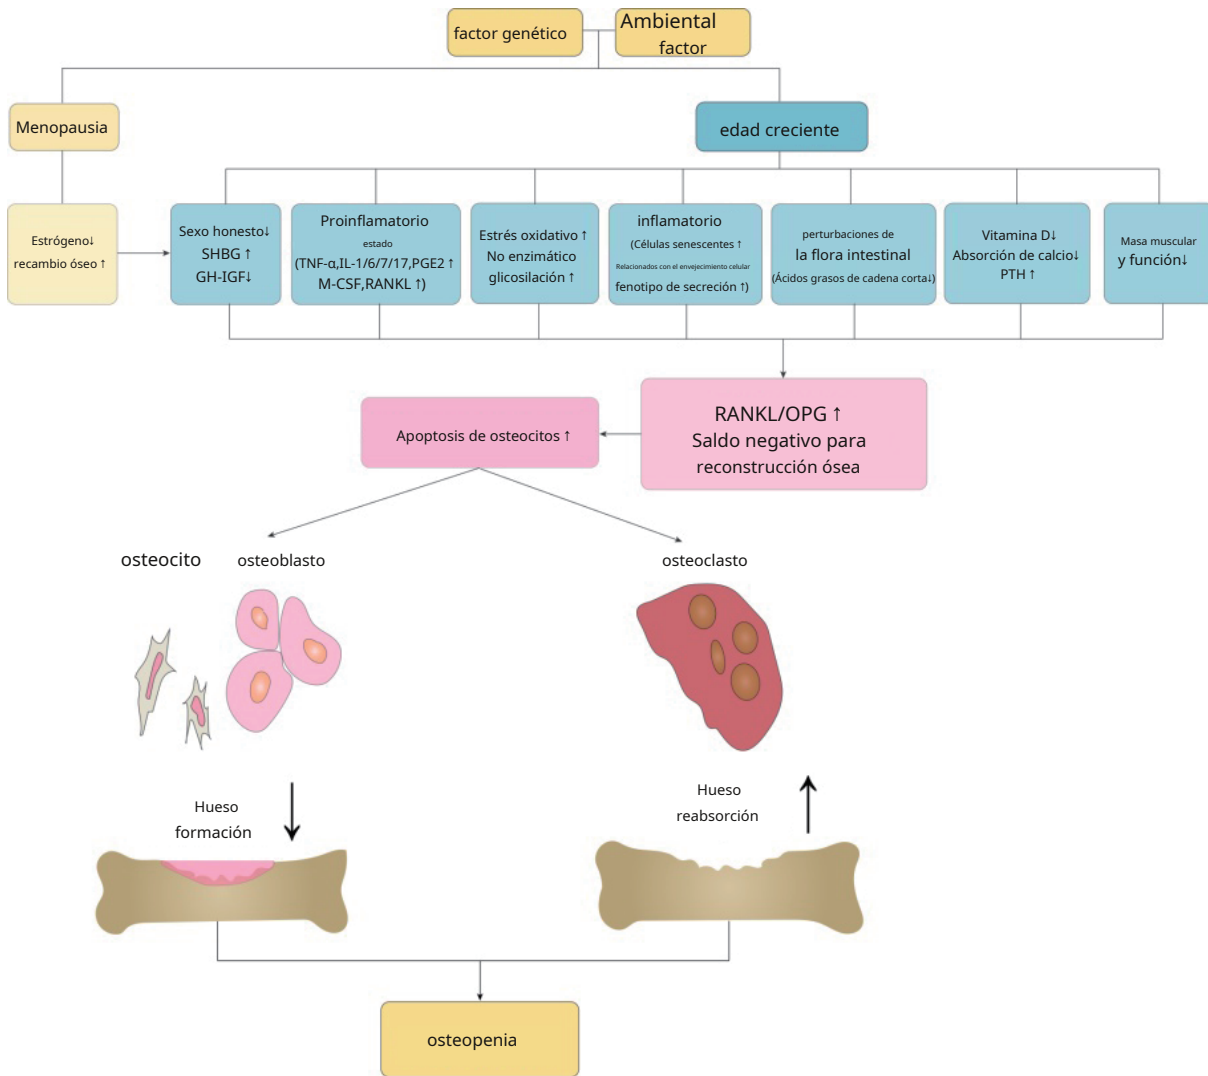 factor genético
Ambiental
factor
Menopausia
edad creciente
Estrógeno↓
recambio óseo ↑
Sexo honesto↓
SHBG ↑
GH-IGF↓
Proinflamatorio
estado
(TNF-α,IL-1/6/7/17,PGE2 ↑
M-CSF,RANKL ↑)
Estrés oxidativo ↑
No enzimático
glicosilación ↑
inflamatorio
(Células senescentes ↑
Relacionados con el envejecimiento celular
fenotipo de secreción ↑)
perturbaciones de
la flora intestinal
(Ácidos grasos de cadena corta↓)
Vitamina D↓
Absorción de calcio↓
PTH ↑
Masa muscular
y función↓
RANKL/OPG ↑
Saldo negativo para
reconstrucción ósea
Apoptosis de osteocitos ↑
osteocito
osteoblasto
osteoclasto
Hueso
formación
Hueso
reabsorción
osteopenia